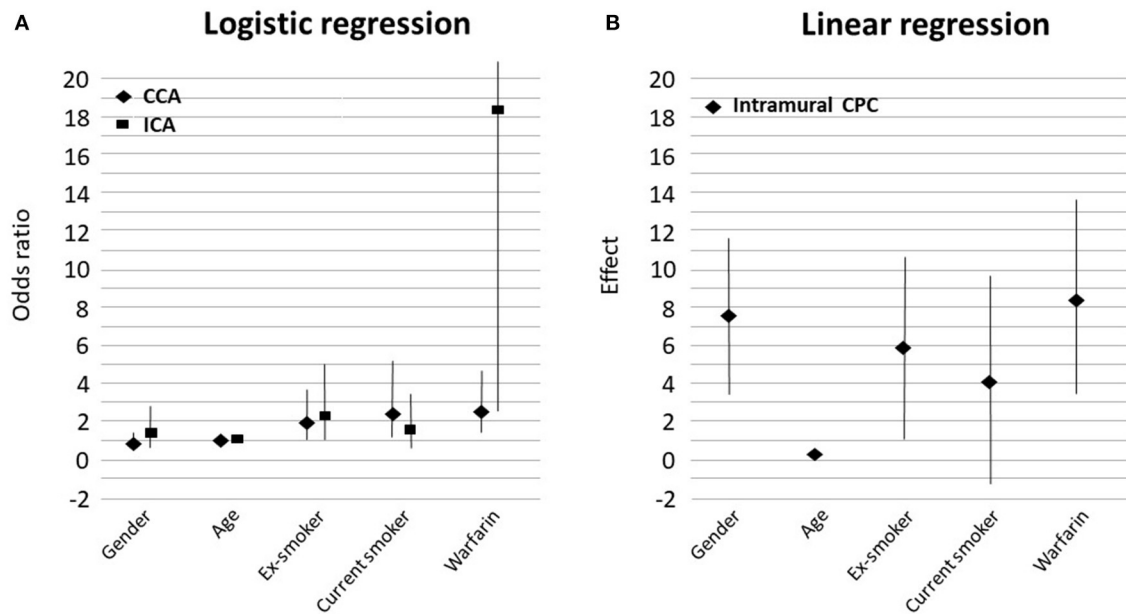 A
Logistic regression
Odds ratio
20
18
16
14
12
10
8
6
4
2
0
-2
CCA
ICA
Gender
Age
Ex-smoker
Current smoker
Warfarin
B
Linear regression
Effect
20
18
16
14
12
10
8
6
4
2
0
-2
Intramural CPC
Gender
Age
Ex-smoker
Current smoker
Warfarin